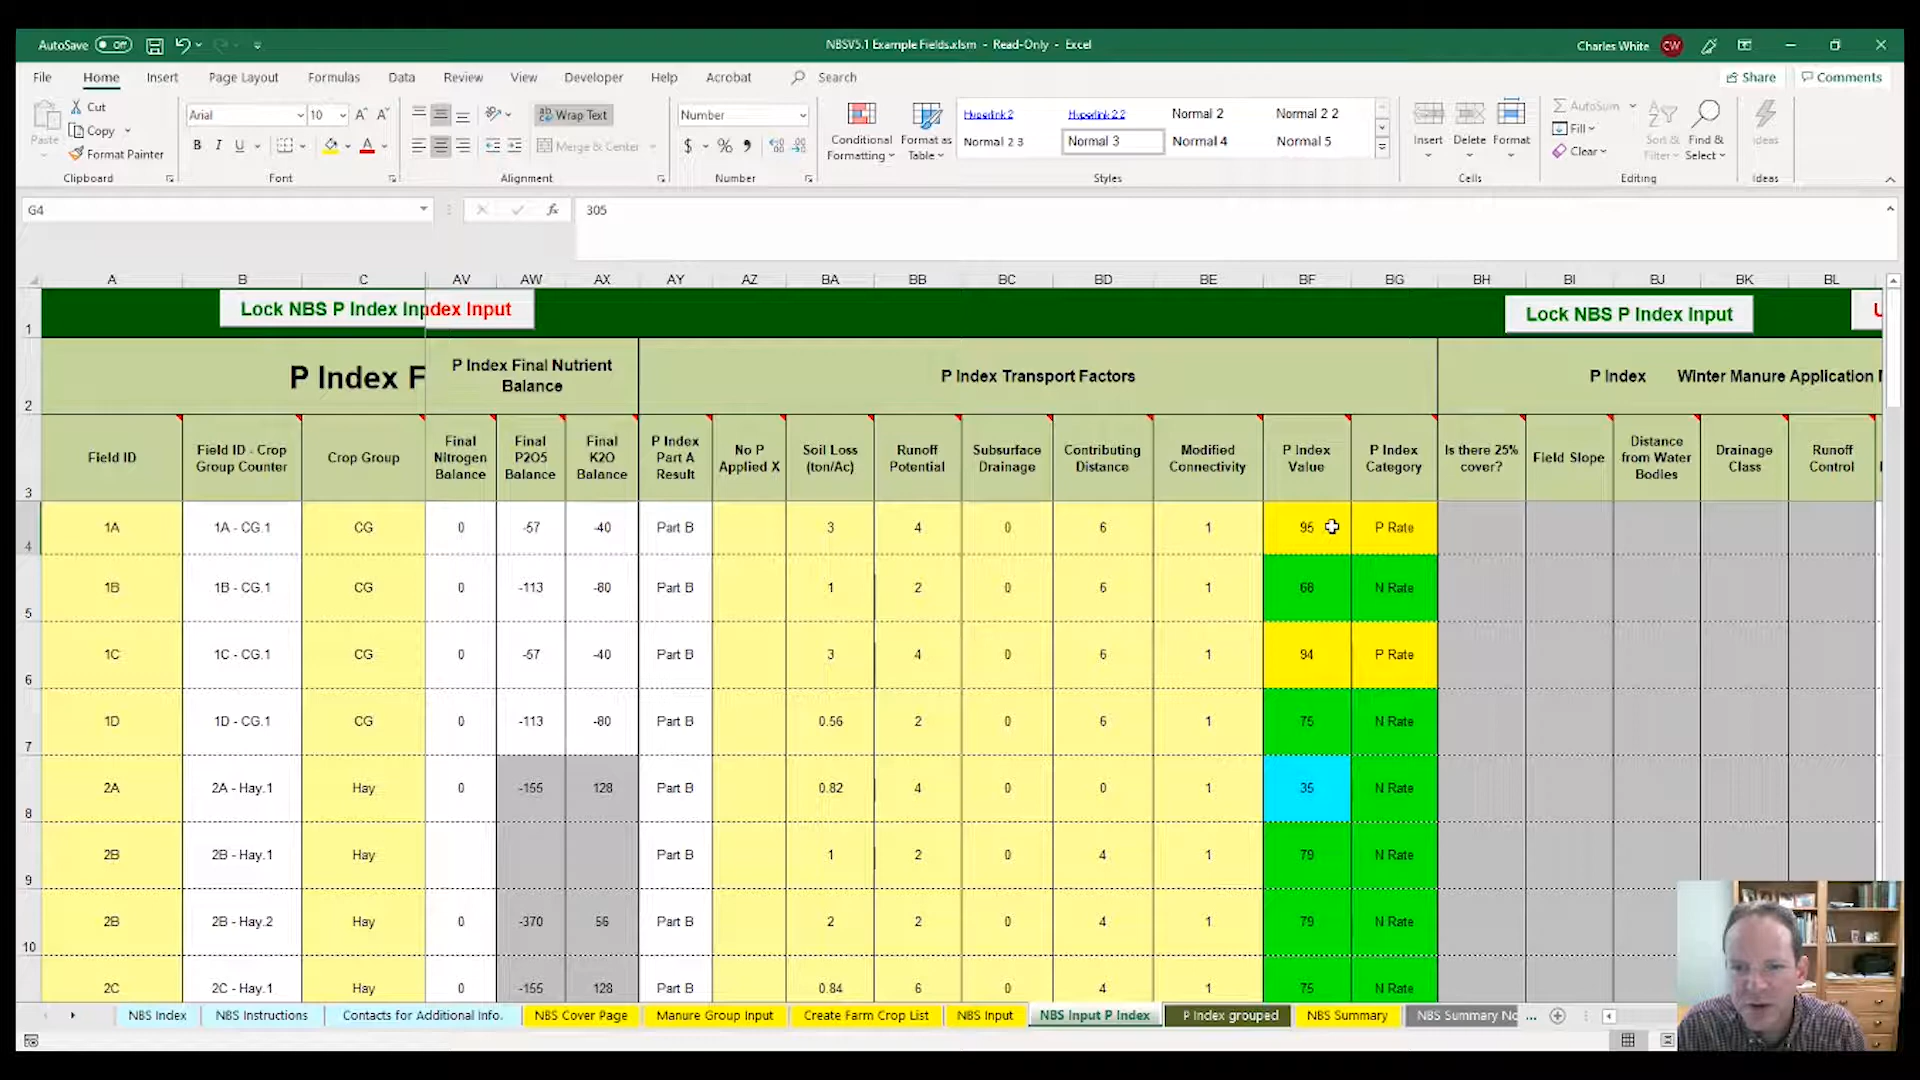 AutoSave Off
NBSV5.1 Example Fields.xlsm - Read-Only - Excel
Charles White CW
File Home Insert Page Layout Formulas Data Review View Developer Help Acrobat Search
Share Comments
Paste
Cut
Copy
Format Painter
Clipboard
Arial 10
B I U
Font
Wrap Text
Merge & Center
Alignment
Number
$ % ,
Number
Conditional Formatting
Format as Table
Hyperlink 2 Hyperlink 2 2 Normal 2 Normal 2 2
Normal 2 3 Normal 3 Normal 4 Normal 5
Styles
Insert Delete Format
Cells
AutoSum
Fill
Clear
Sort & Filter
Find & Select
Editing
Ideas
Ideas
G4 fx 305
A B C AV AW AX AY AZ BA BB BC BD BE BF BG BH BI BJ BK BL
1 Lock NBS P Index Inp dex Input Lock NBS P Index Input
2 P Index F P Index Final Nutrient Balance P Index Transport Factors P Index Winter Manure Application
3 Field ID Field ID - Crop Group Counter Crop Group Final Nitrogen Balance Final P2O5 Balance Final K2O Balance P Index Part A Result No P Applied X Soil Loss (ton/Ac) Runoff Potential Subsurface Drainage Contributing Distance Modified Connectivity P Index Value P Index Category Is there 25% cover? Field Slope Distance from Water Bodies Drainage Class Runoff Control
4 1A 1A - CG.1 CG 0 -57 -40 Part B 3 4 0 6 1 95 P Rate
5 1B 1B - CG.1 CG 0 -113 -80 Part B 1 2 0 6 1 68 N Rate
6 1C 1C - CG.1 CG 0 -57 -40 Part B 3 4 0 6 1 94 P Rate
7 1D 1D - CG.1 CG 0 -113 -80 Part B 0.56 2 0 6 1 75 N Rate
8 2A 2A - Hay.1 Hay 0 -155 128 Part B 0.82 4 0 0 1 35 N Rate
9 2B 2B - Hay.1 Hay Part B 1 2 0 4 1 79 N Rate
10 2B 2B - Hay.2 Hay 0 -370 56 Part B 2 2 0 4 1 79 N Rate
2C 2C - Hay.1 Hay 0 -155 128 Part B 0.84 6 0 4 1 75 N Rate
NBS Index NBS Instructions Contacts for Additional Info. NBS Cover Page Manure Group Input Create Farm Crop List NBS Input NBS Input P Index P Index grouped NBS Summary NBS Summary No ...